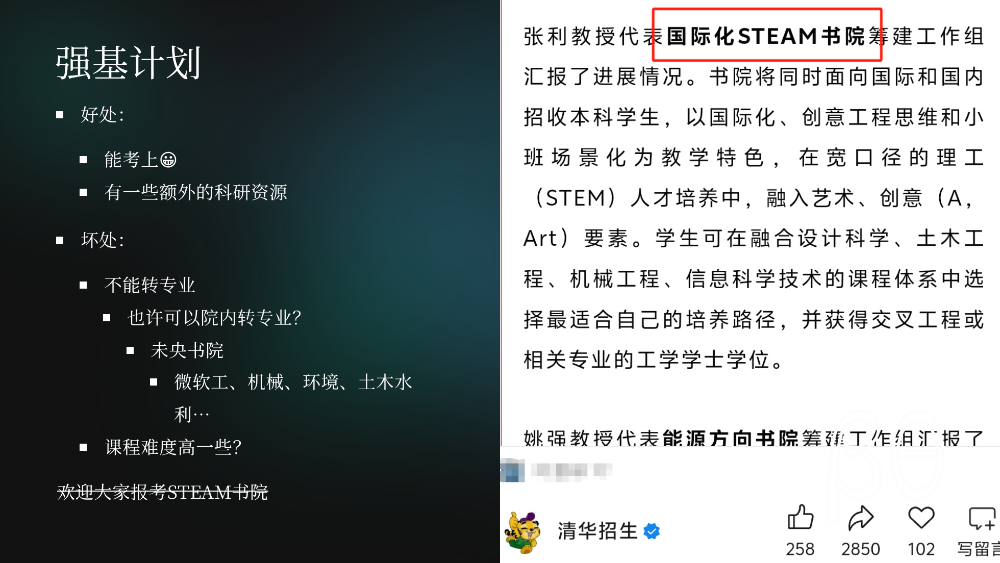 强基计划
好处：
能考上😀
有一些额外的科研资源
坏处：
不能转专业
也许可以院内转专业？
未央书院
微软工、机械、环境、土木水
利…
课程难度高一些？
欢迎大家报考STEAM书院
张利教授代表国际化STEAM书院筹建工作组
汇报了进展情况。书院将同时面向国际和国内
招收本科学生，以国际化、创意工程思维和小
班场景化为教学特色，在宽口径的理工
（STEM）人才培养中，融入艺术、创意（A，
Art）要素。学生可在融合设计科学、土木工
程、机械工程、信息科学技术的课程体系中选
择最适合自己的培养路径，并获得交叉工程或
相关专业的工学学士学位。
姚强教授代表能源方向书院筹建工作组汇报了
清华招生
258
2850
102
写留言